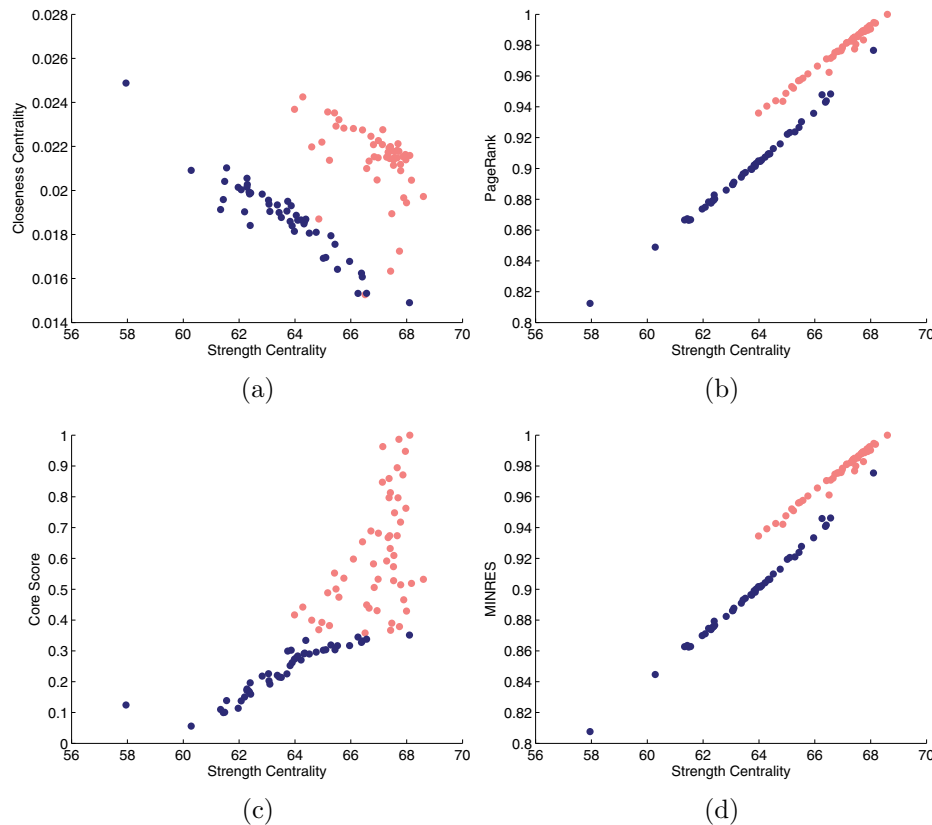 0.028
0.026
0.024
0.022
0.02
0.018
0.016
0.014
Closeness Centrality
56 58 60 62 64 66 68 70
Strength Centrality
(a)
1
0.98
0.96
0.94
0.92
0.9
0.88
0.86
0.84
0.82
0.8
PageRank
56 58 60 62 64 66 68 70
Strength Centrality
(b)
1
0.9
0.8
0.7
0.6
0.5
0.4
0.3
0.2
0.1
0
Core Score
56 58 60 62 64 66 68 70
Strength Centrality
(c)
1
0.98
0.96
0.94
0.92
0.9
0.88
0.86
0.84
0.82
0.8
MINRES
56 58 60 62 64 66 68 70
Strength Centrality
(d)